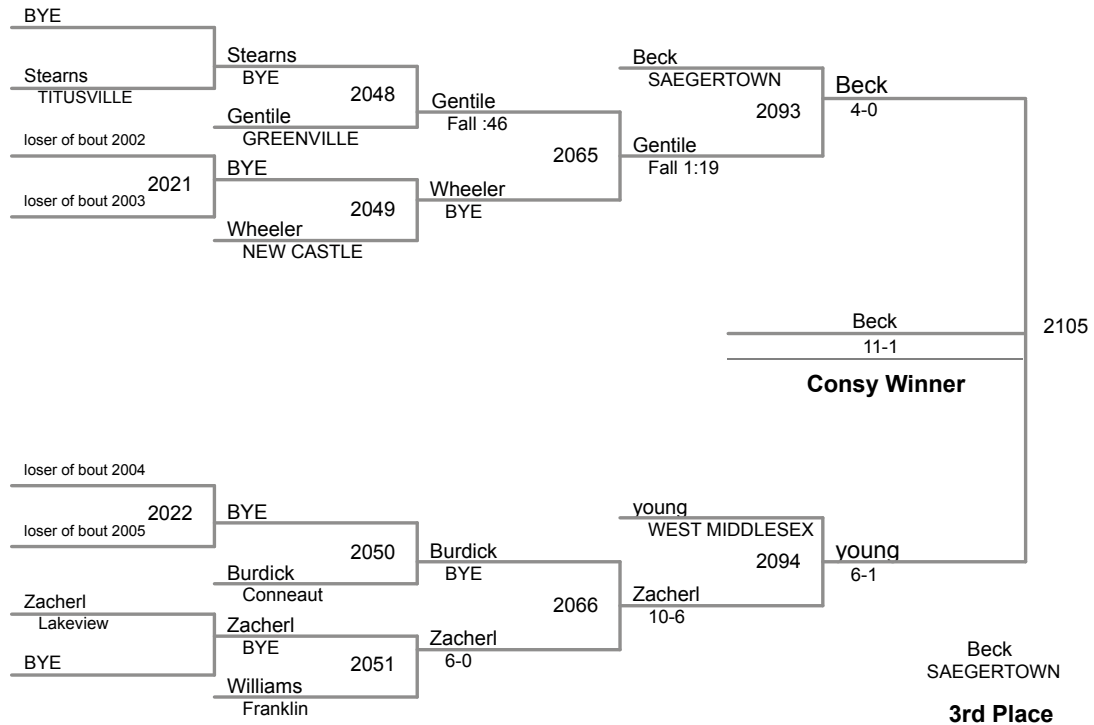 BYE
Stearns
TITUSVILLE
loser of bout 2002
2021
loser of bout 2003
Stearns
BYE
2048
Gentile
GREENVILLE
BYE
2049
Wheeler
NEW CASTLE
Gentile
Fall :46
2065
Wheeler
BYE
Beck
SAEGERTOWN
2093
Gentile
Fall 1:19
Beck
4-0
Beck
11-1
Consy Winner
2105
loser of bout 2004
2022
loser of bout 2005
Zacherl
Lakeview
BYE
BYE
2050
Burdick
Conneaut
Zacherl
BYE
2051
Williams
Franklin
Burdick
BYE
2066
Zacherl
6-0
young
WEST MIDDLESEX
2094
Zacherl
10-6
young
6-1
Beck
SAEGERTOWN
3rd Place